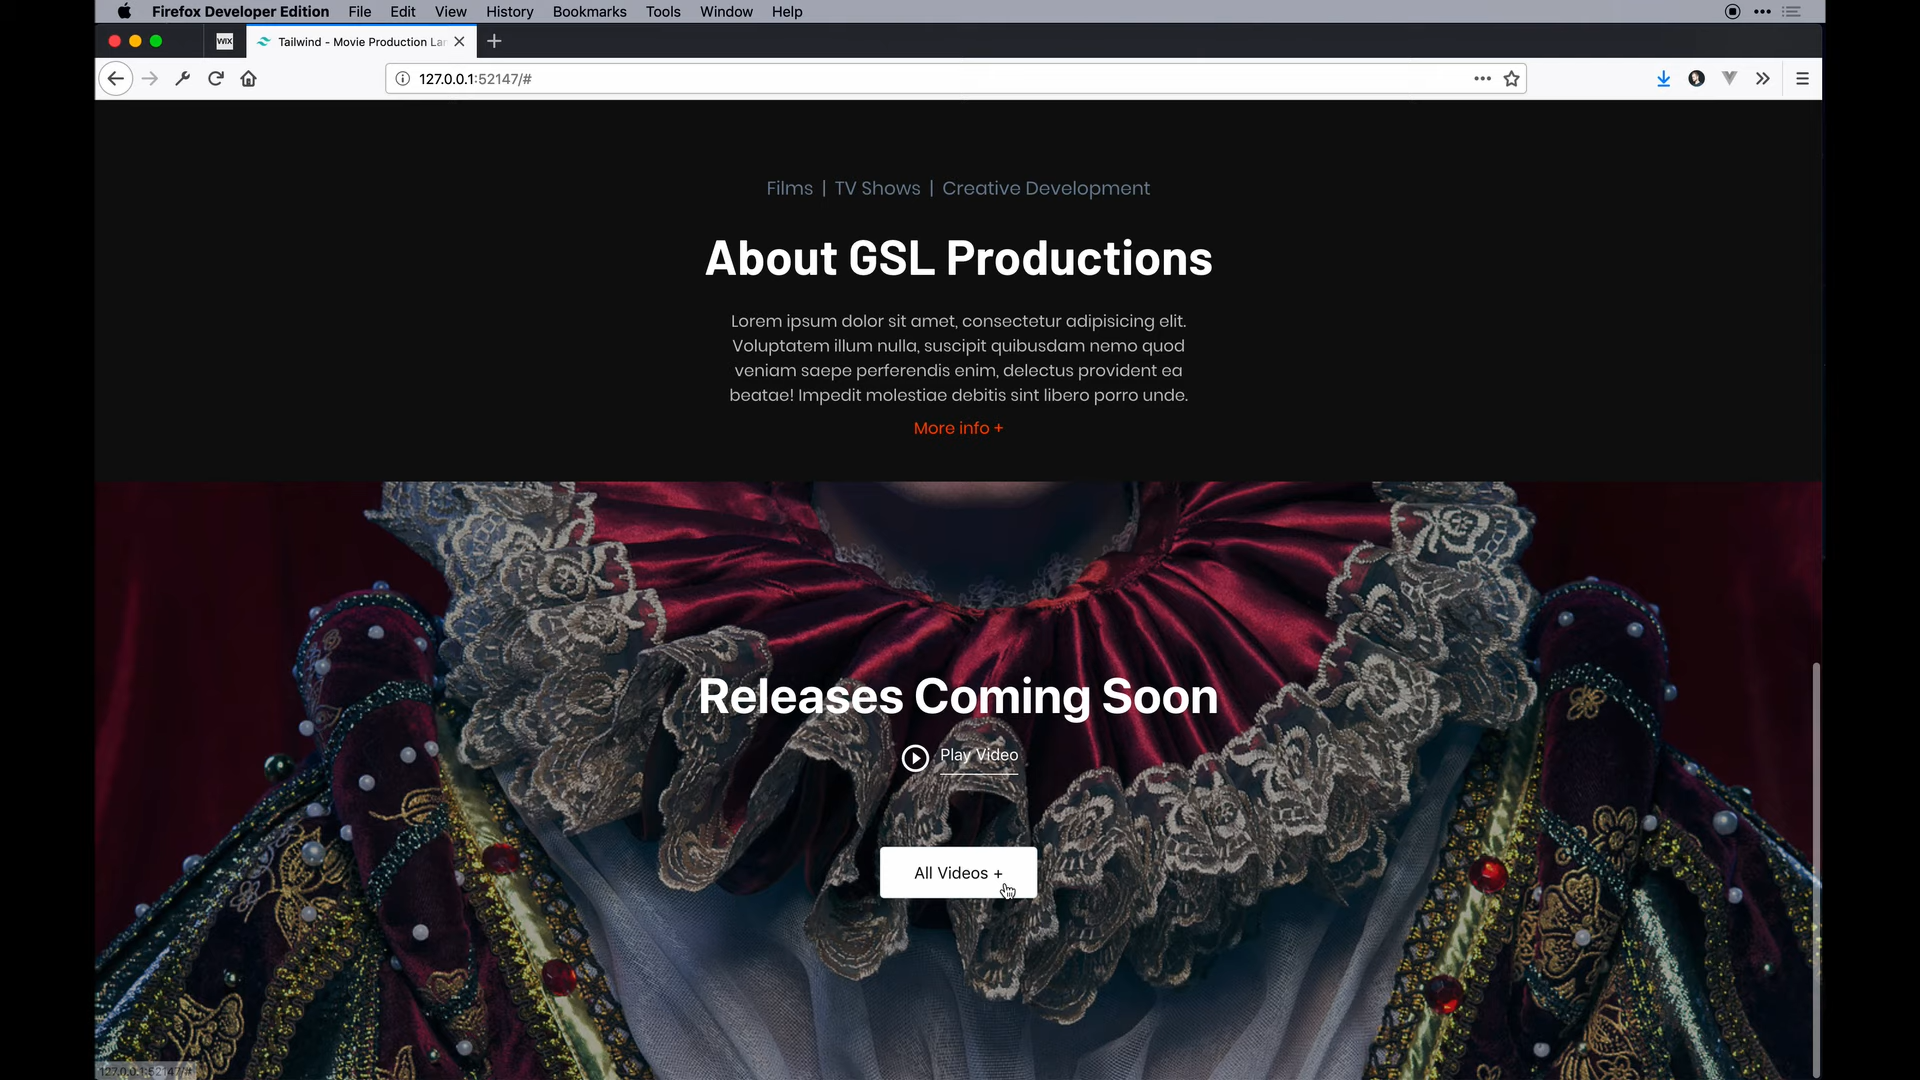 Firefox Developer Edition File Edit View History Bookmarks Tools Window Help
WIX Tailwind - Movie Production Lar
127.0.0.1:52147/#
Films | TV Shows | Creative Development
About GSL Productions
Lorem ipsum dolor sit amet, consectetur adipisicing elit.
Voluptatem illum nulla, suscipit quibusdam nemo quod
veniam saepe perferendis enim, delectus provident ea
beatae! Impedit molestiae debitis sint libero porro unde.
More info +
Releases Coming Soon
Play Video
All Videos +
127.0.0.1:52147/#